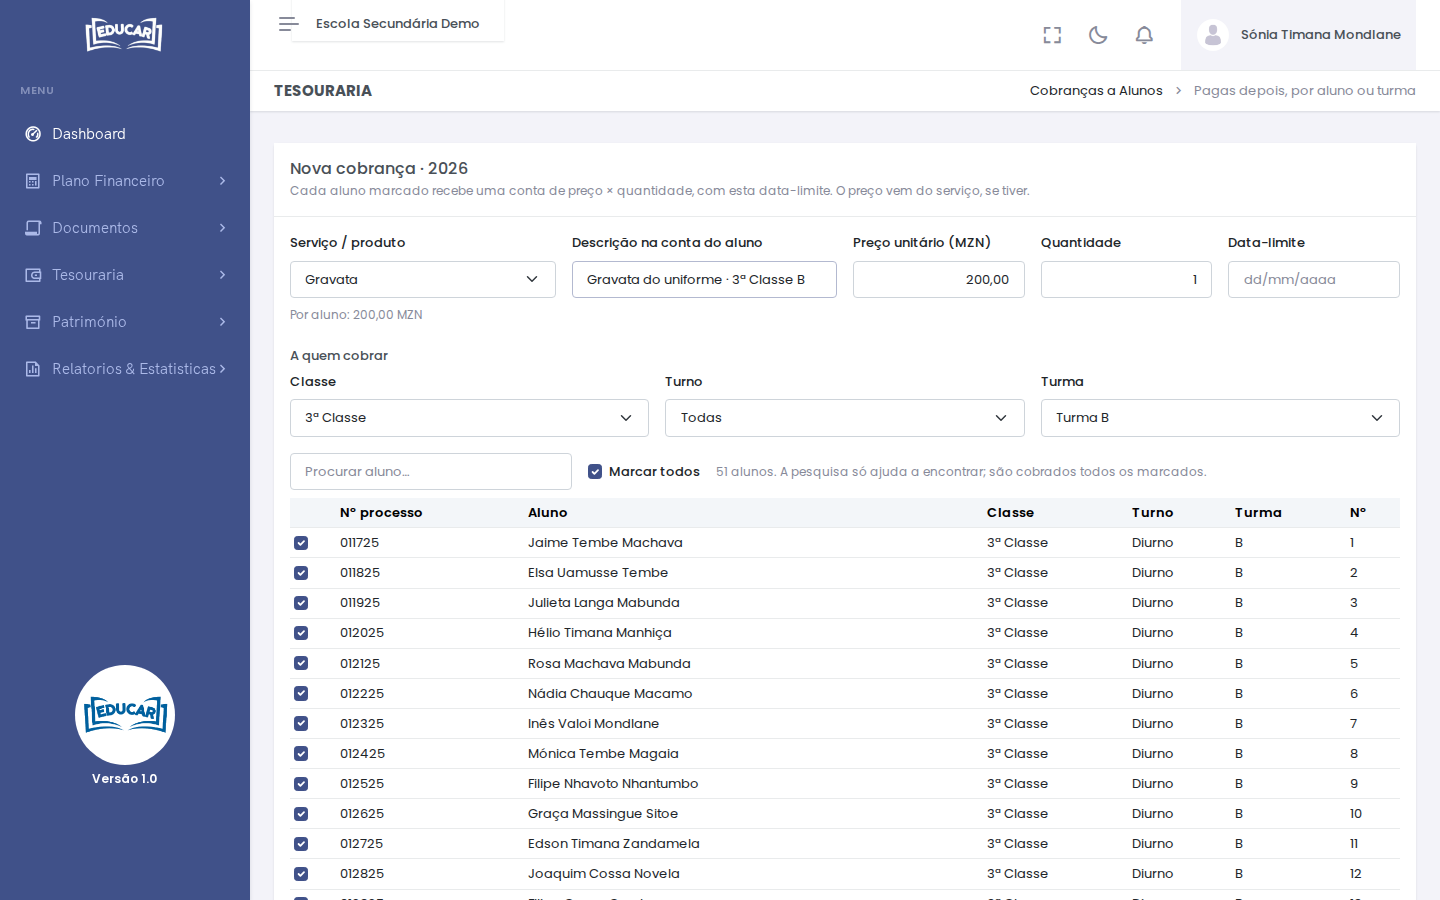 EDUCAR
Escola Secundária Demo
Sónia Timana Mondlane
MENU
Dashboard
Plano Financeiro
Documentos
Tesouraria
Património
Relatorios & Estatisticas
EDUCAR
Versão 1.0
TESOURARIA
Cobranças a Alunos > Pagas depois, por aluno ou turma
Nova cobrança · 2026
Cada aluno marcado recebe uma conta de preço × quantidade, com esta data-limite. O preço vem do serviço, se tiver.
Serviço / produto Descrição na conta do aluno Preço unitário (MZN) Quantidade Data-limite
Gravata Gravata do uniforme · 3ª Classe B 200,00 1 dd/mm/aaaa
Por aluno: 200,00 MZN
A quem cobrar
Classe Turno Turma
3ª Classe Todas Turma B
Procurar aluno... Marcar todos 51 alunos. A pesquisa só ajuda a encontrar; são cobrados todos os marcados.
Nº processo Aluno Classe Turno Turma Nº
011725 Jaime Tembe Machava 3ª Classe Diurno B 1
011825 Elsa Uamusse Tembe 3ª Classe Diurno B 2
011925 Julieta Langa Mabunda 3ª Classe Diurno B 3
012025 Hélio Timana Manhiça 3ª Classe Diurno B 4
012125 Rosa Machava Mabunda 3ª Classe Diurno B 5
012225 Nádia Chauque Macamo 3ª Classe Diurno B 6
012325 Inês Valoi Mondlane 3ª Classe Diurno B 7
012425 Mónica Tembe Magaia 3ª Classe Diurno B 8
012525 Filipe Nhavoto Nhantumbo 3ª Classe Diurno B 9
012625 Graça Massingue Sitoe 3ª Classe Diurno B 10
012725 Edson Timana Zandamela 3ª Classe Diurno B 11
012825 Joaquim Cossa Novela 3ª Classe Diurno B 12